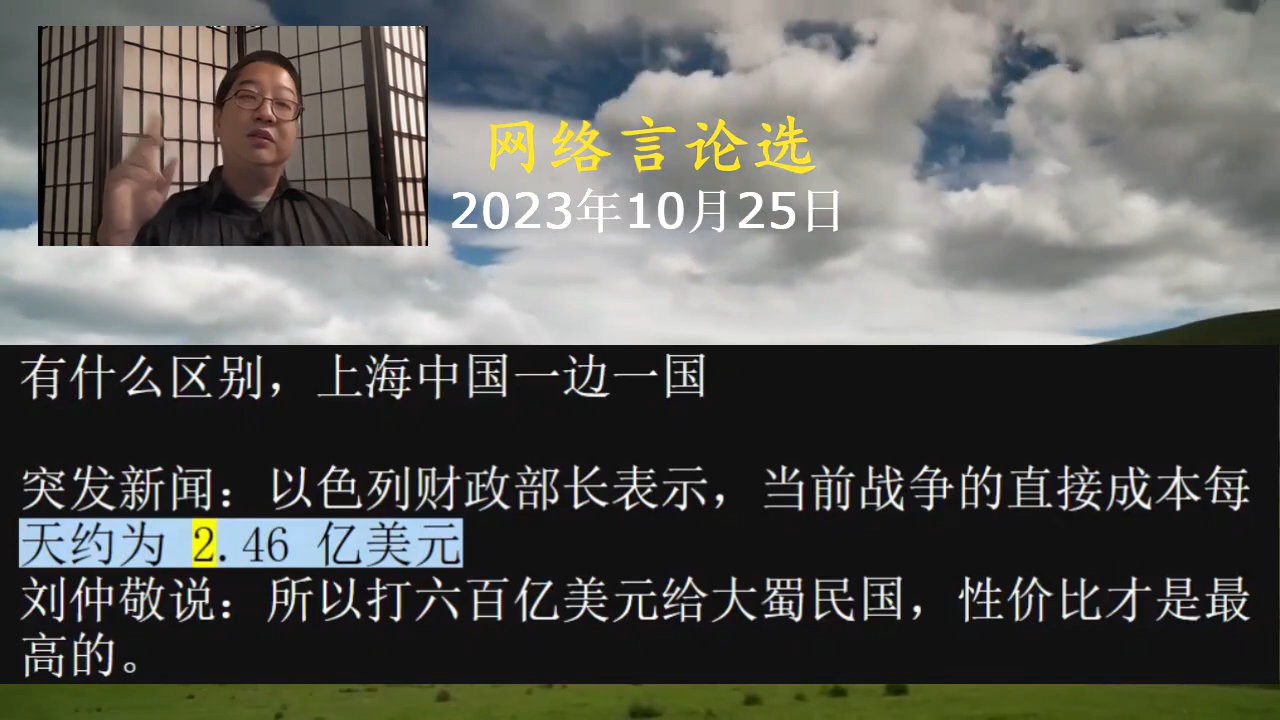 网络言论选
2023年10月25日
有什么区别，上海中国一边一国
突发新闻：以色列财政部长表示，当前战争的直接成本每
天约为 2.46 亿美元
刘仲敬说：所以打六百亿美元给大蜀民国，性价比才是最
高的。